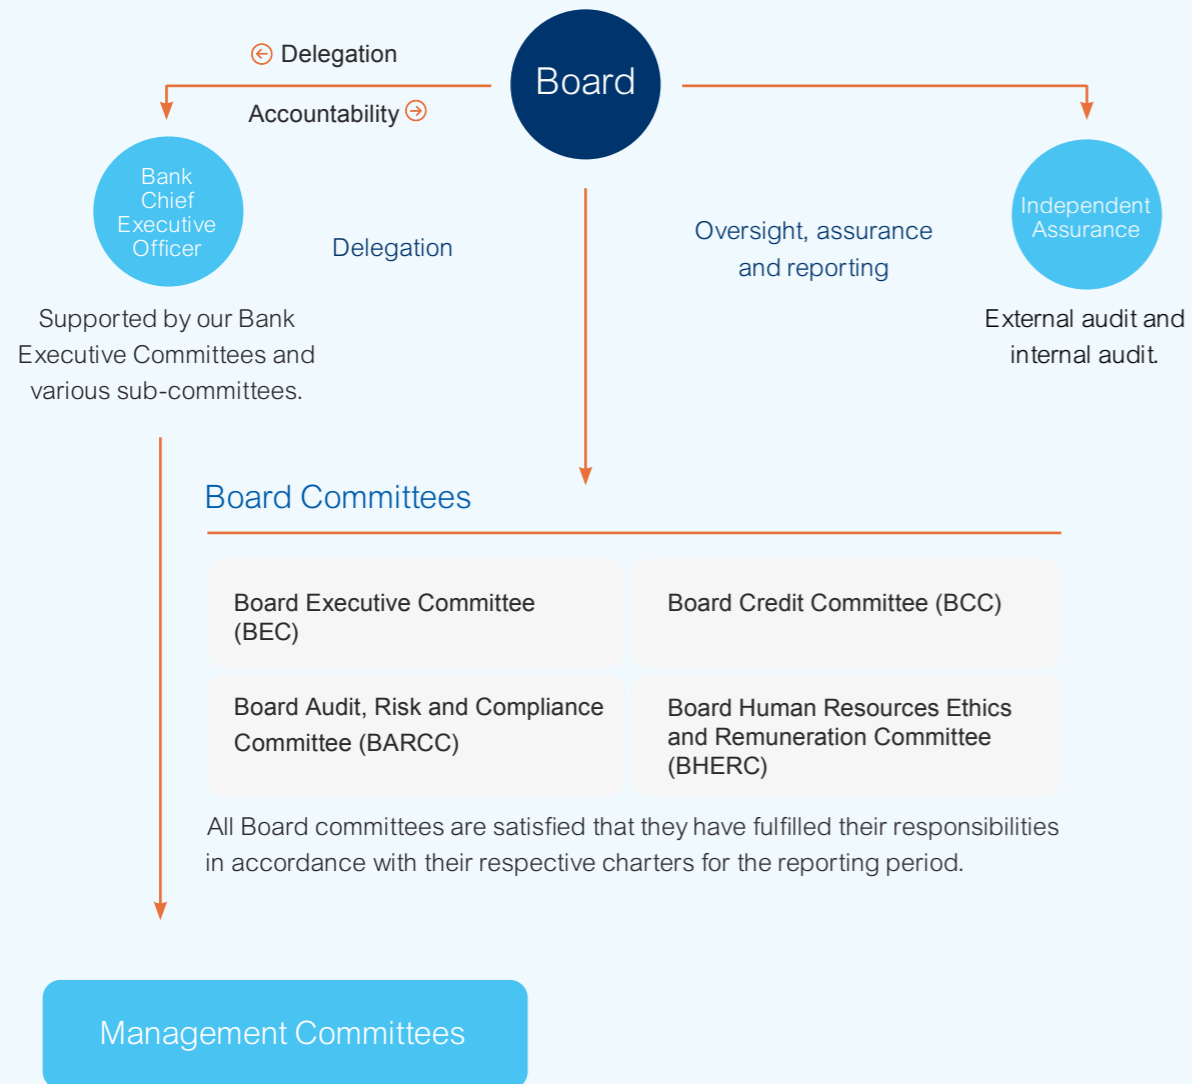 Delegation
Accountability
Board
Bank
Chief
Executive
Officer
Independent
Assurance
Delegation
Oversight, assurance
and reporting
Supported by our Bank
Executive Committees and
various sub-committees.
External audit and
internal audit.
Board Committees
Board Executive Committee
(BEC)
Board Credit Committee (BCC)
Board Audit, Risk and Compliance
Committee (BARCC)
Board Human Resources Ethics
and Remuneration Committee
(BHERC)
All Board committees are satisfied that they have fulfilled their responsibilities
in accordance with their respective charters for the reporting period.
Management Committees